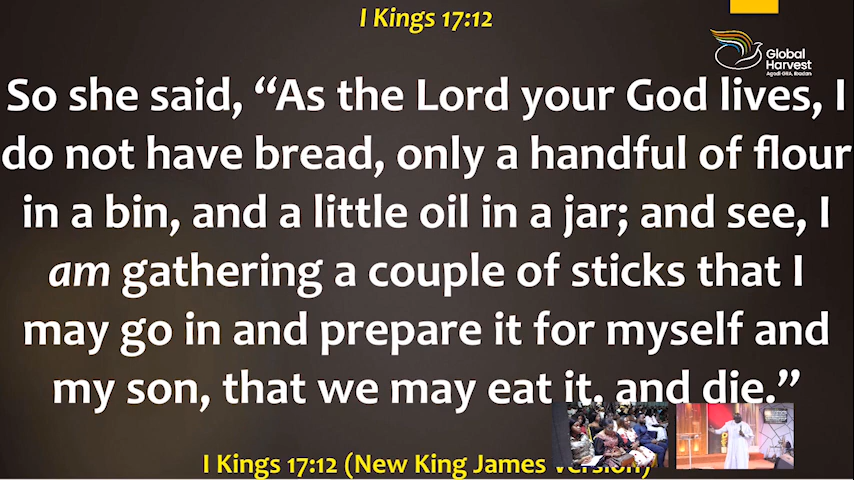 I Kings 17:12
Global
Harvest
Agodi-GRA, Ibadan
So she said, “As the Lord your God lives, I
do not have bread, only a handful of flour
in a bin, and a little oil in a jar; and see, I
am gathering a couple of sticks that I
may go in and prepare it for myself and
my son, that we may eat it, and die.”
I Kings 17:12 (New King James Version)